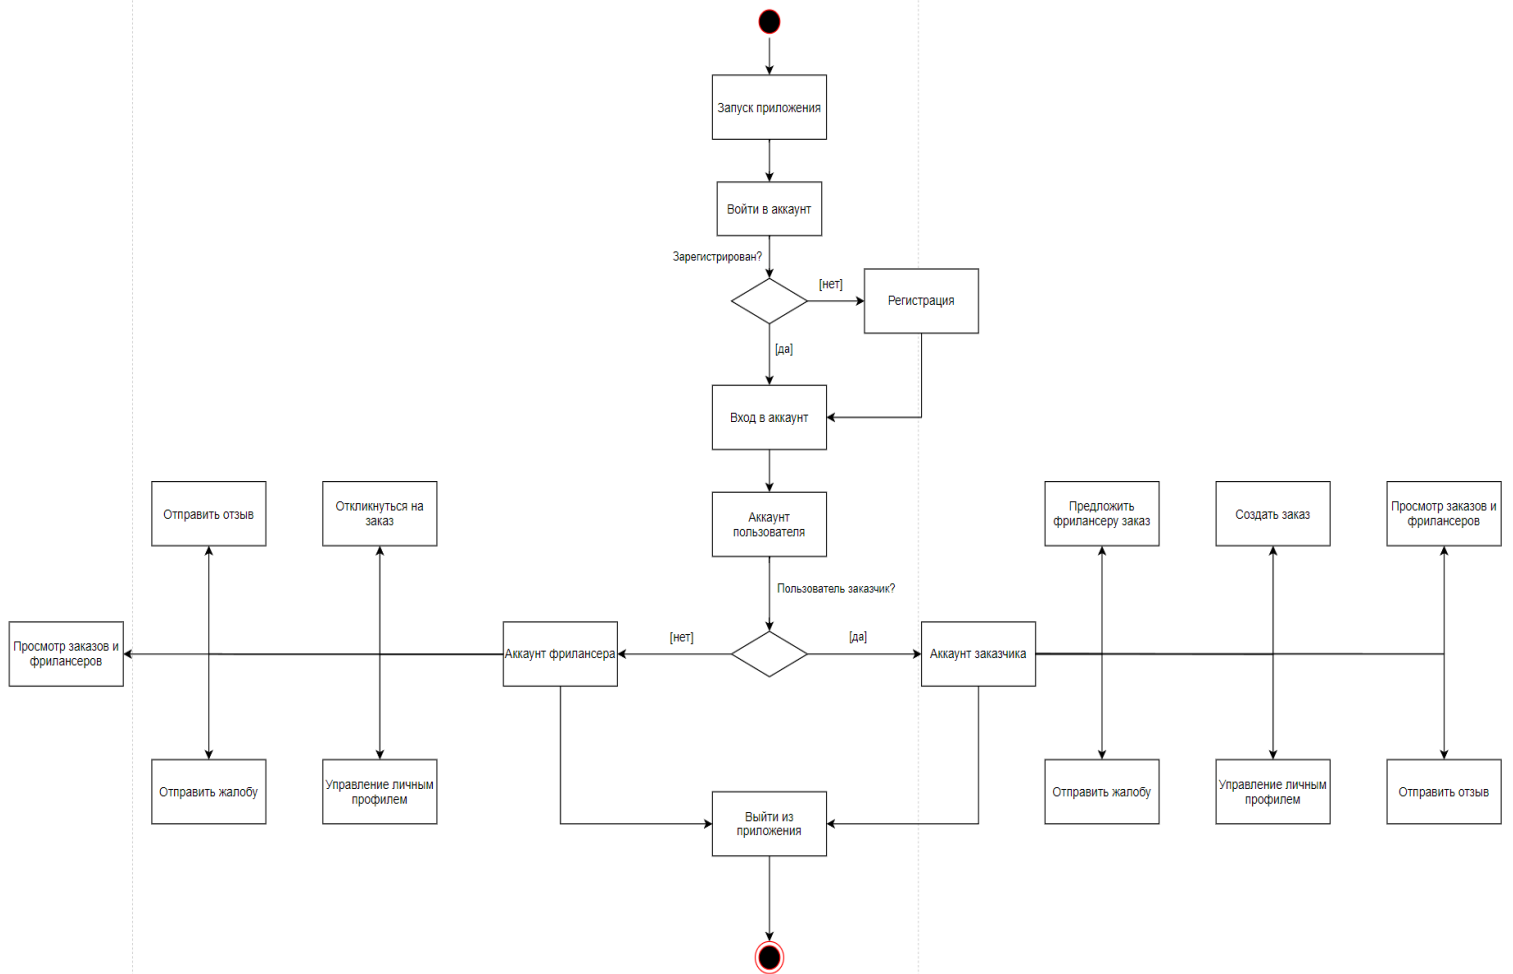 Запуск приложения
Войти в аккаунт
Зарегистрирован?
[нет]
Регистрация
[да]
Вход в аккаунт
Отправить отзыв
Откликнуться на
заказ
Аккаунт
пользователя
Предложить
фрилансеру заказ
Создать заказ
Просмотр заказов и
фрилансеров
Пользователь заказчик?
Просмотр заказов и
фрилансеров
Аккаунт фрилансера
[нет]
[да]
Аккаунт заказчика
Отправить жалобу
Управление личным
профилем
Выйти из
приложения
Отправить жалобу
Управление личным
профилем
Отправить отзыв